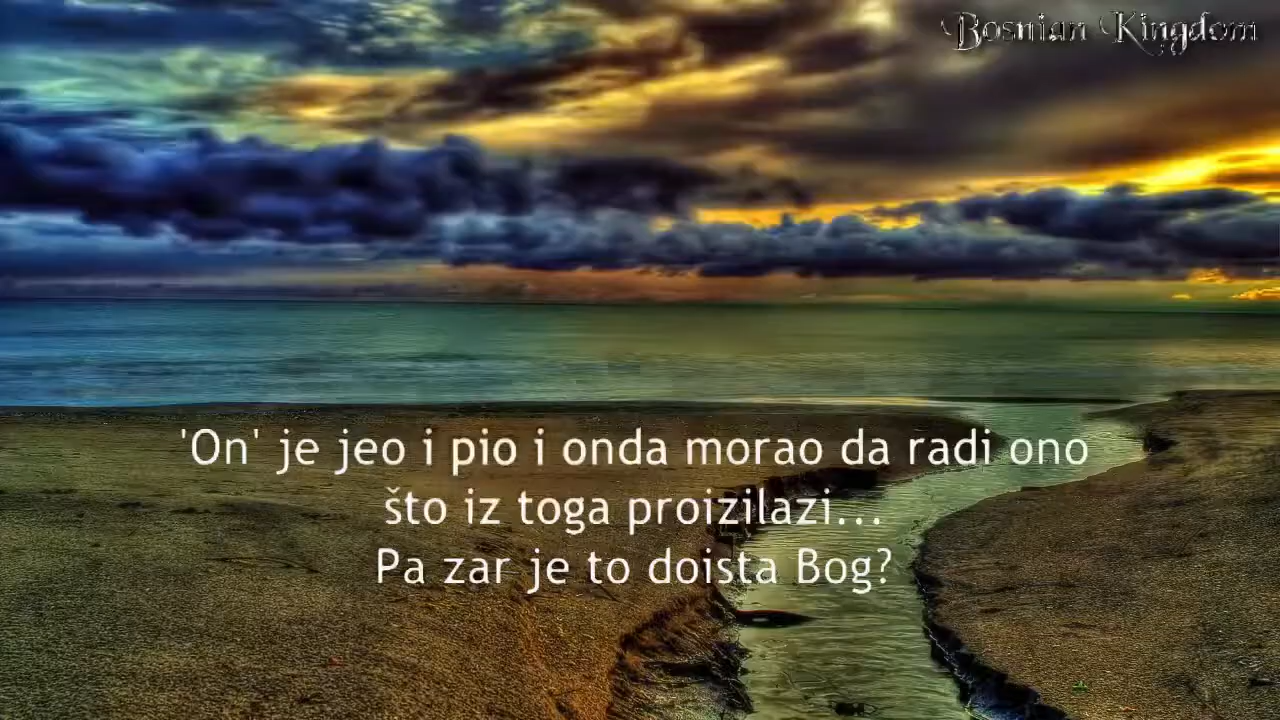 Bosnian Kingdom
'On' je jeo i pio i onda morao da radi ono
što iz toga proizilazi...
Pa zar je to doista Bog?